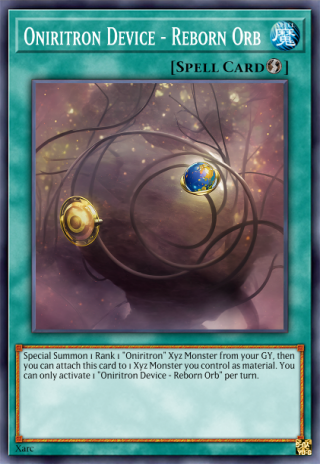 Oniritron Device - Reborn Orb
魔
[Spell Card]
Special Summon 1 Rank 1 "Oniritron" Xyz Monster from your GY, then
you can attach this card to 1 Xyz Monster you control as material. You
can only activate 1 "Oniritron Device - Reborn Orb" per turn.
Xarc